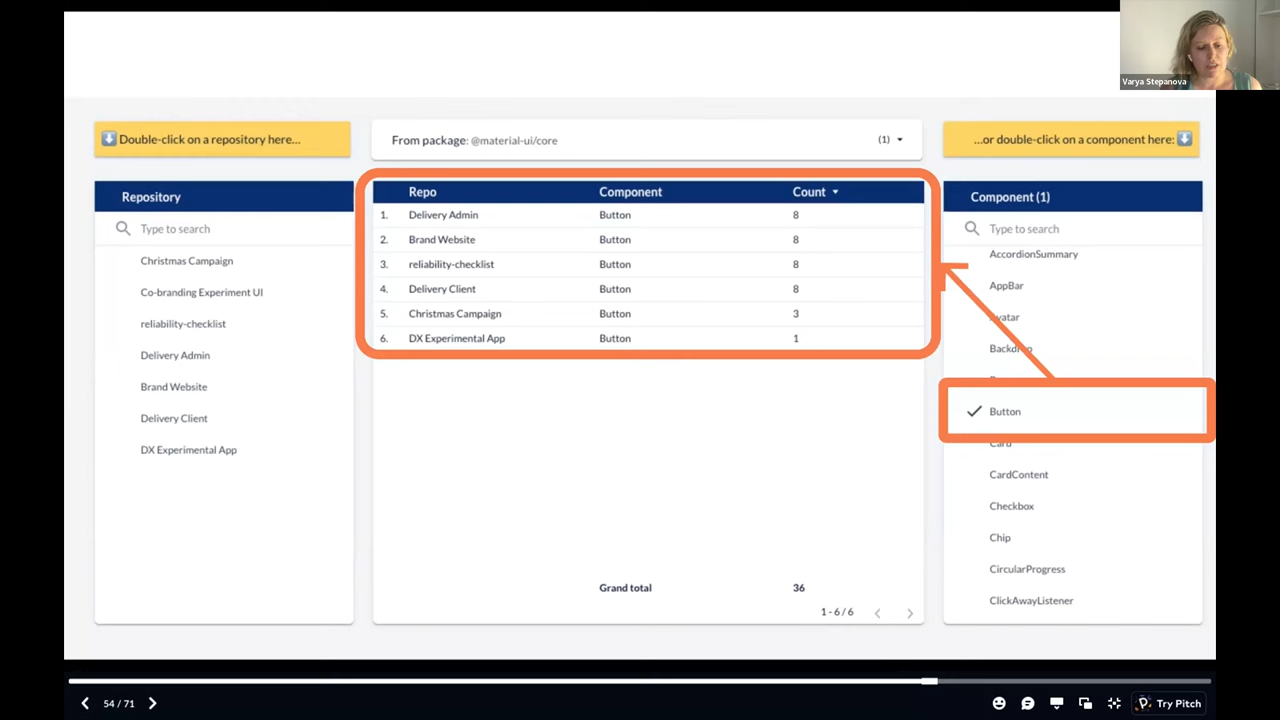 Varya Stepanova
Double-click on a repository here...
From package: @material-ui/core
(1)
...or double-click on a component here:
Repository
Type to search
Christmas Campaign
Co-branding Experiment UI
reliability-checklist
Delivery Admin
Brand Website
Delivery Client
DX Experimental App
Repo Component Count
1. Delivery Admin Button 8
2. Brand Website Button 8
3. reliability-checklist Button 8
4. Delivery Client Button 8
5. Christmas Campaign Button 3
6. DX Experimental App Button 1
Grand total 36
1 - 6 / 6
Component (1)
Type to search
AccordionSummary
AppBar
Avatar
Backdrop
Button
Card
CardContent
Checkbox
Chip
CircularProgress
ClickAwayListener
54 / 71
Try Pitch